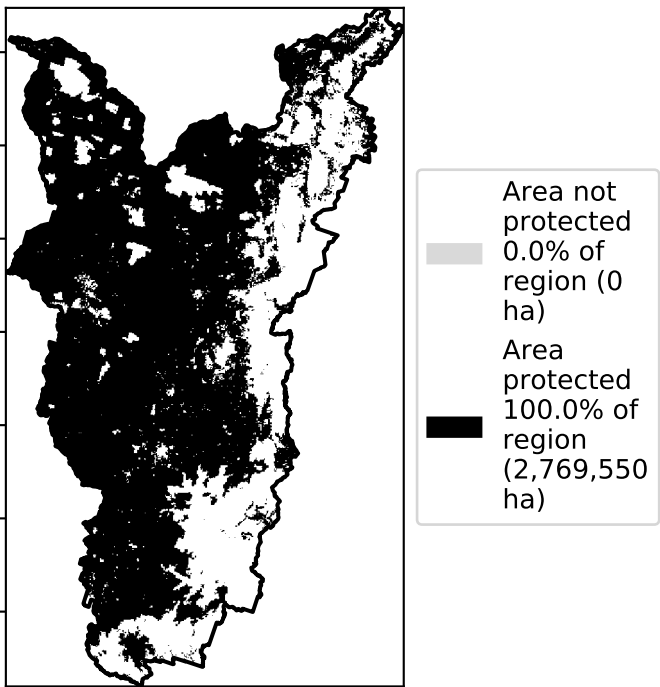 Area not
protected
0.0% of
region (0
ha)
Area
protected
100.0% of
region
(2,769,550
ha)